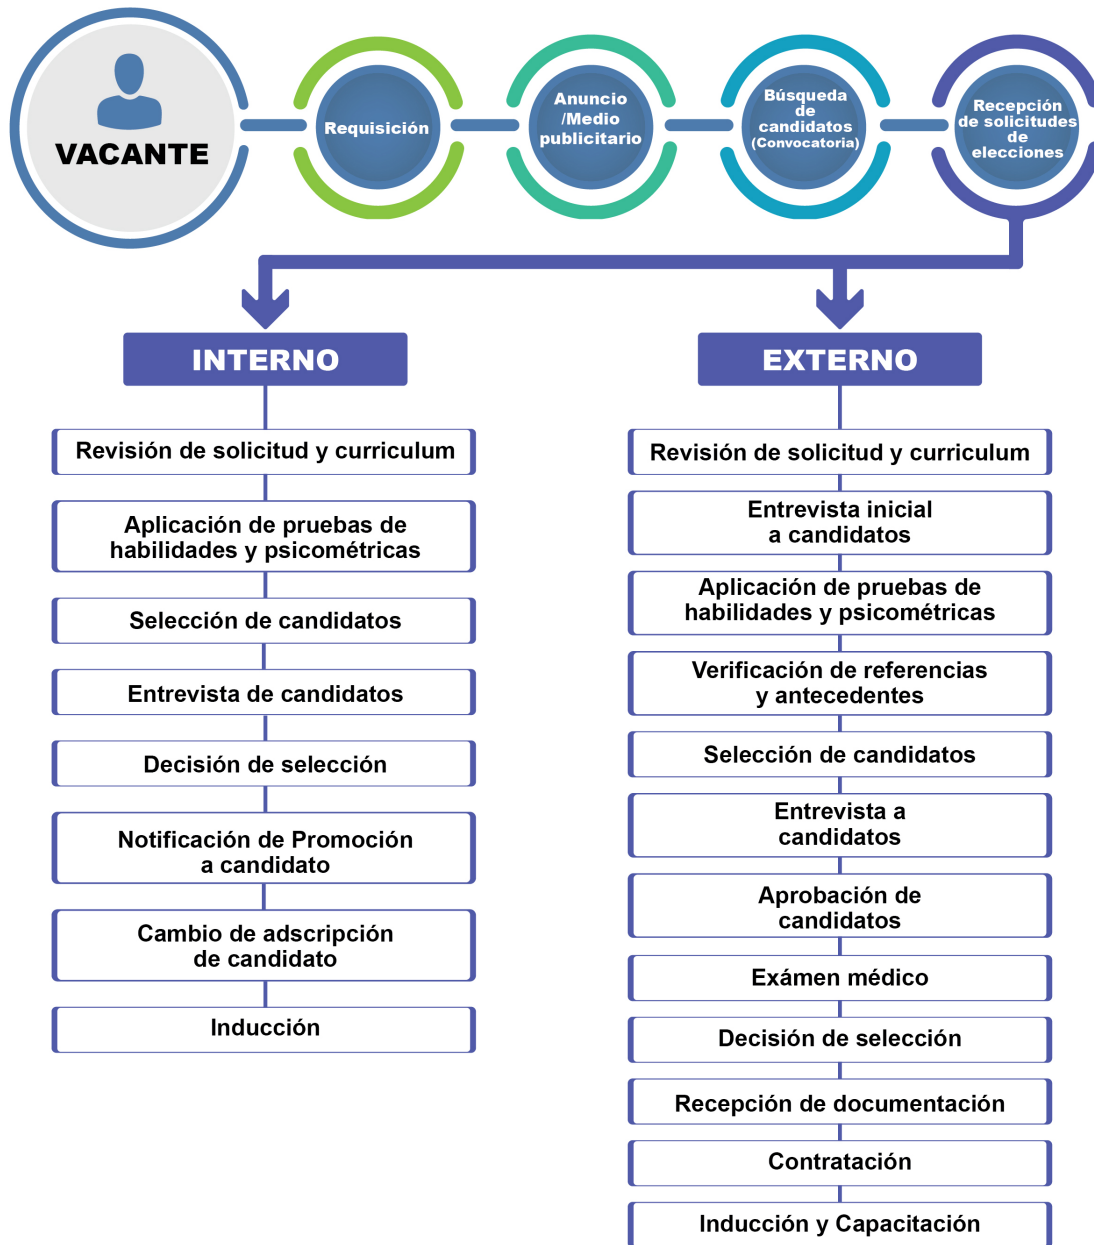 VACANTE
Requisición
Anuncio
/Medio
publicitario
Búsqueda
de
candidatos
(Convocatoria)
Recepción
de solicitudes
de
elecciones
INTERNO
Revisión de solicitud y curriculum
Aplicación de pruebas de
habilidades y psicométricas
Selección de candidatos
Entrevista de candidatos
Decisión de selección
Notificación de Promoción
a candidato
Cambio de adscripción
de candidato
Inducción
EXTERNO
Revisión de solicitud y curriculum
Entrevista inicial
a candidatos
Aplicación de pruebas de
habilidades y psicométricas
Verificación de referencias
y antecedentes
Selección de candidatos
Entrevista a
candidatos
Aprobación de
candidatos
Exámen médico
Decisión de selección
Recepción de documentación
Contratación
Inducción y Capacitación